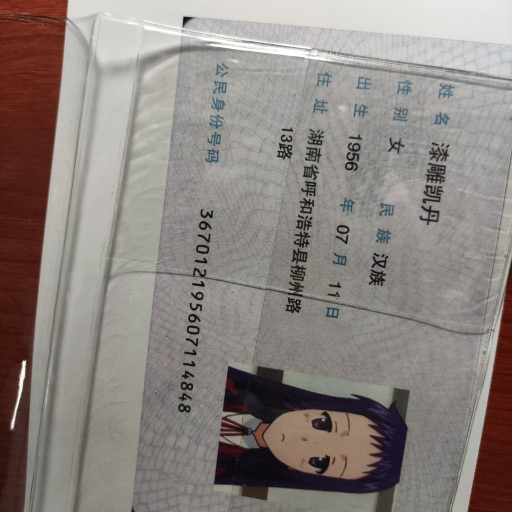 姓名 漆雕凯丹
性别 女 民族 汉族
出生 1956 年 07 月 11 日
住址 湖南省呼和浩特县柳州路
13路
公民身份号码 367012195607114848